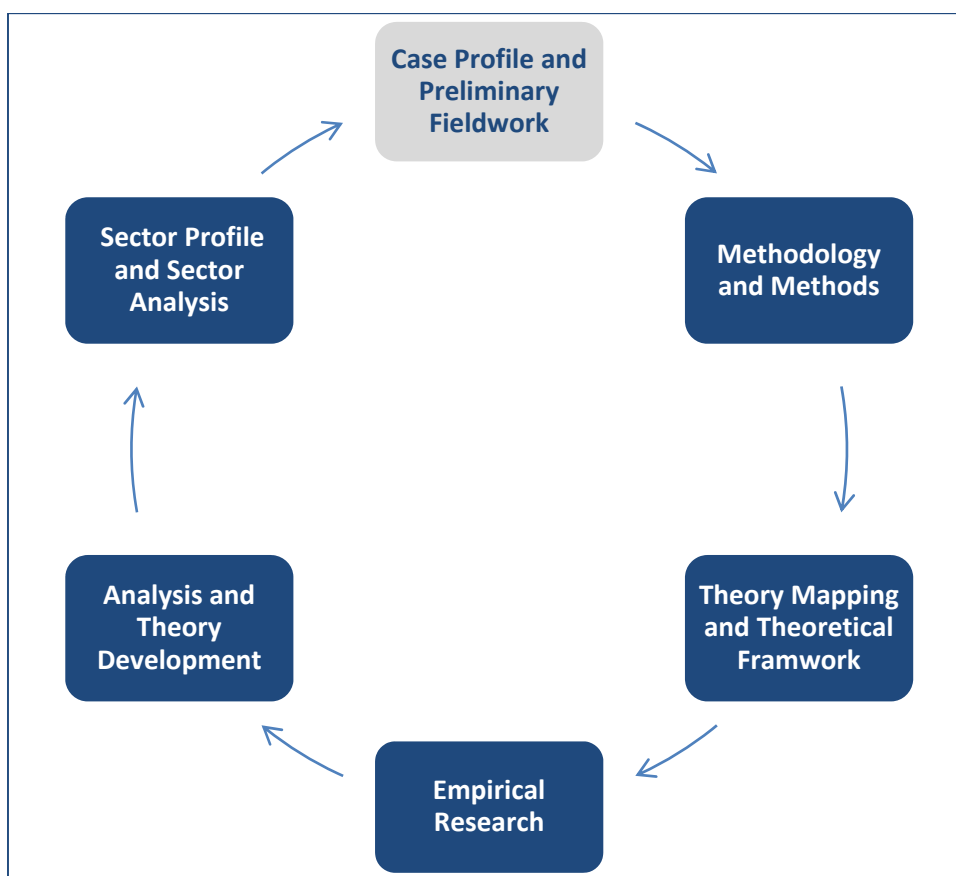 Case Profile and
Preliminary
Fieldwork
Methodology
and Methods
Theory Mapping
and Theoretical
Framwork
Empirical
Research
Analysis and
Theory
Development
Sector Profile
and Sector
Analysis